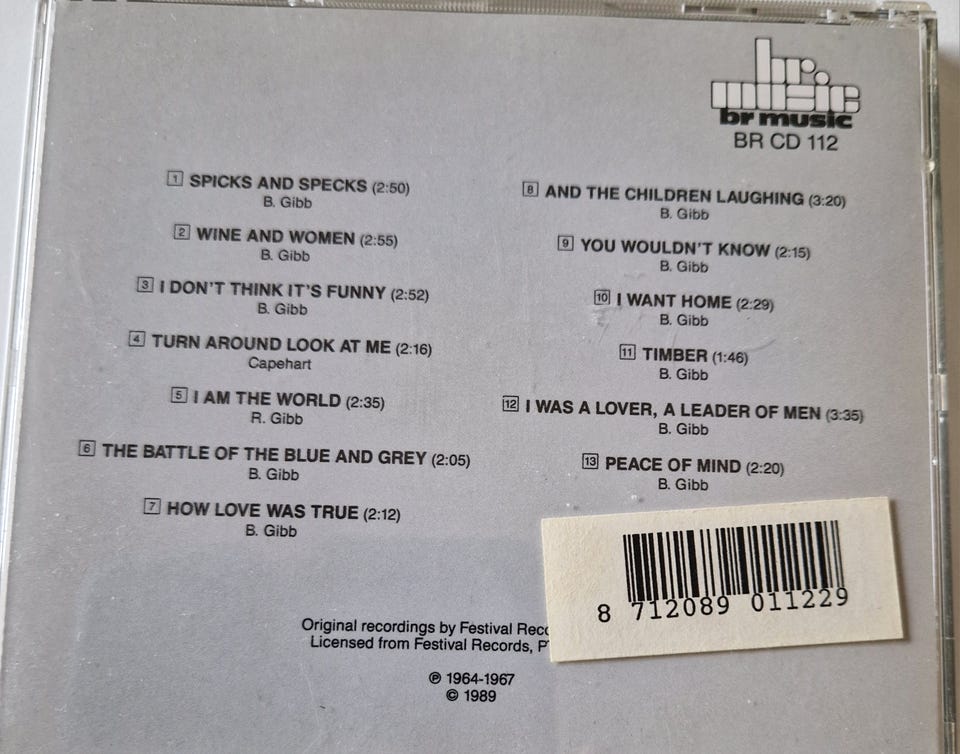 br. music
br music
BR CD 112
1 SPICKS AND SPECKS (2:50)
B. Gibb
2 WINE AND WOMEN (2:55)
B. Gibb
3 I DON'T THINK IT'S FUNNY (2:52)
B. Gibb
4 TURN AROUND LOOK AT ME (2:16)
Capehart
5 I AM THE WORLD (2:35)
R. Gibb
6 THE BATTLE OF THE BLUE AND GREY (2:05)
B. Gibb
7 HOW LOVE WAS TRUE (2:12)
B. Gibb
8 AND THE CHILDREN LAUGHING (3:20)
B. Gibb
9 YOU WOULDN'T KNOW (2:15)
B. Gibb
10 I WANT HOME (2:29)
B. Gibb
11 TIMBER (1:46)
B. Gibb
12 I WAS A LOVER, A LEADER OF MEN (3:35)
B. Gibb
13 PEACE OF MIND (2:20)
B. Gibb
8 712089 011229
Original recordings by Festival
Licensed from Festival Records,
℗ 1964-1967
© 1989